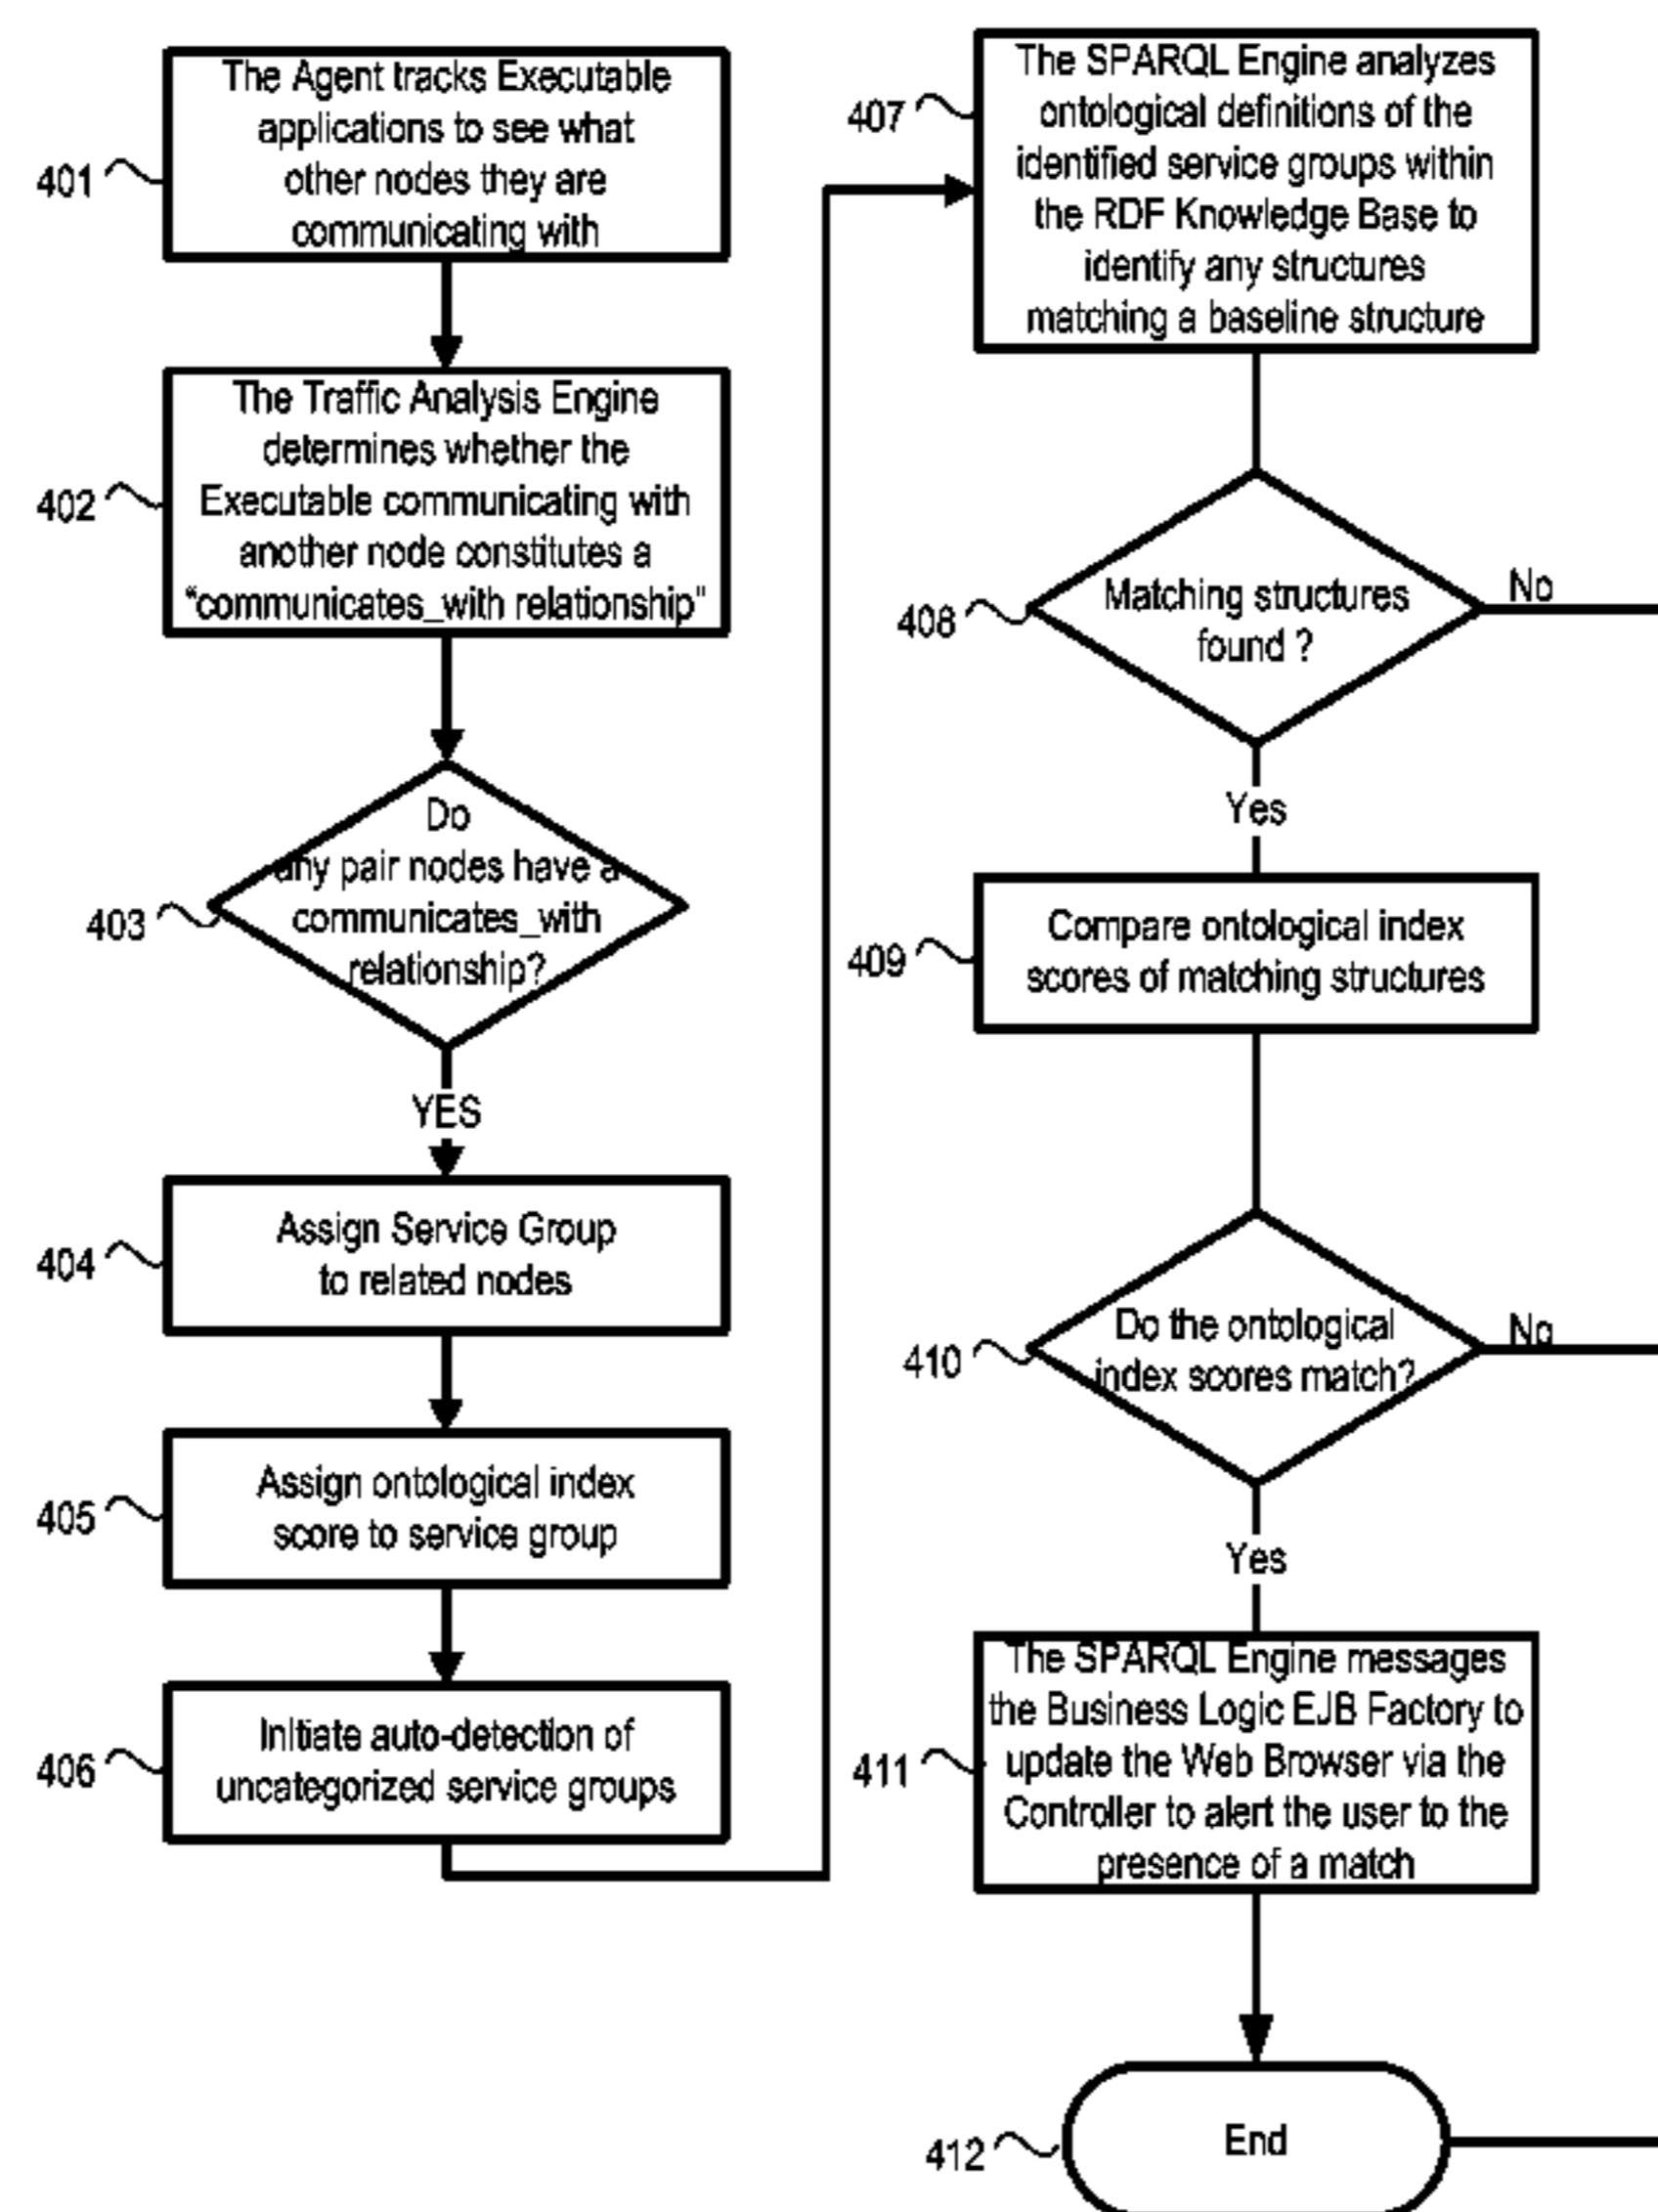 The Agent tracks Executable
applications to see what
other nodes they are
communicating with
401
The Traffic Analysis Engine
determines whether the
Executable communicating with
another node constitutes a
“communicates_with relationship”
402
Do
any pair nodes have a
communicates_with
relationship?
403
YES
Assign Service Group
to related nodes
404
Assign ontological index
score to service group
405
Initiate auto-detection of
uncategorized service groups
406
The SPARQL Engine analyzes
ontological definitions of the
identified service groups within
the RDF Knowledge Base to
identify any structures
matching a baseline structure
407
Matching structures
found ?
408
No
Yes
Compare ontological index
scores of matching structures
409
Do the ontological
index scores match?
410
No
Yes
The SPARQL Engine messages
the Business Logic EJB Factory to
update the Web Browser via the
Controller to alert the user to the
presence of a match
411
End
412